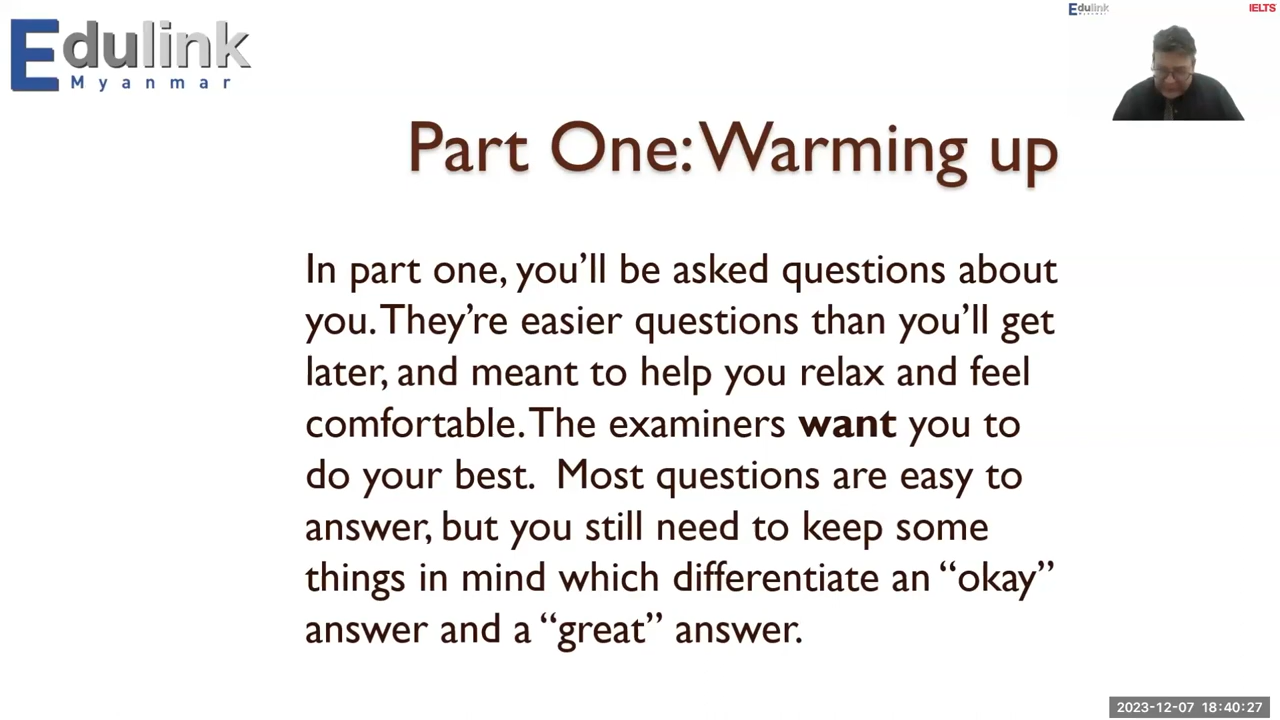 Edulink
Myanmar
Edulink
Myanmar
IELTS
Part One: Warming up
In part one, you’ll be asked questions about
you. They’re easier questions than you’ll get
later, and meant to help you relax and feel
comfortable. The examiners want you to
do your best.  Most questions are easy to
answer, but you still need to keep some
things in mind which differentiate an “okay”
answer and a “great” answer.
2023-12-07 18:40:27